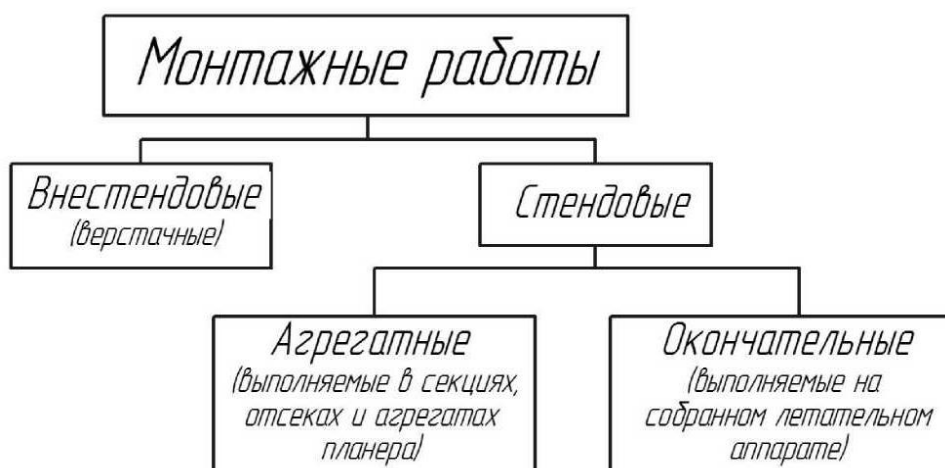 Монтажные работы
Внестендовые
(верстачные)
Стендовые
Агрегатные
(выполняемые в секциях,
отсеках и агрегатах
планера)
Окончательные
(выполняемые на
собранном летательном
аппарате)